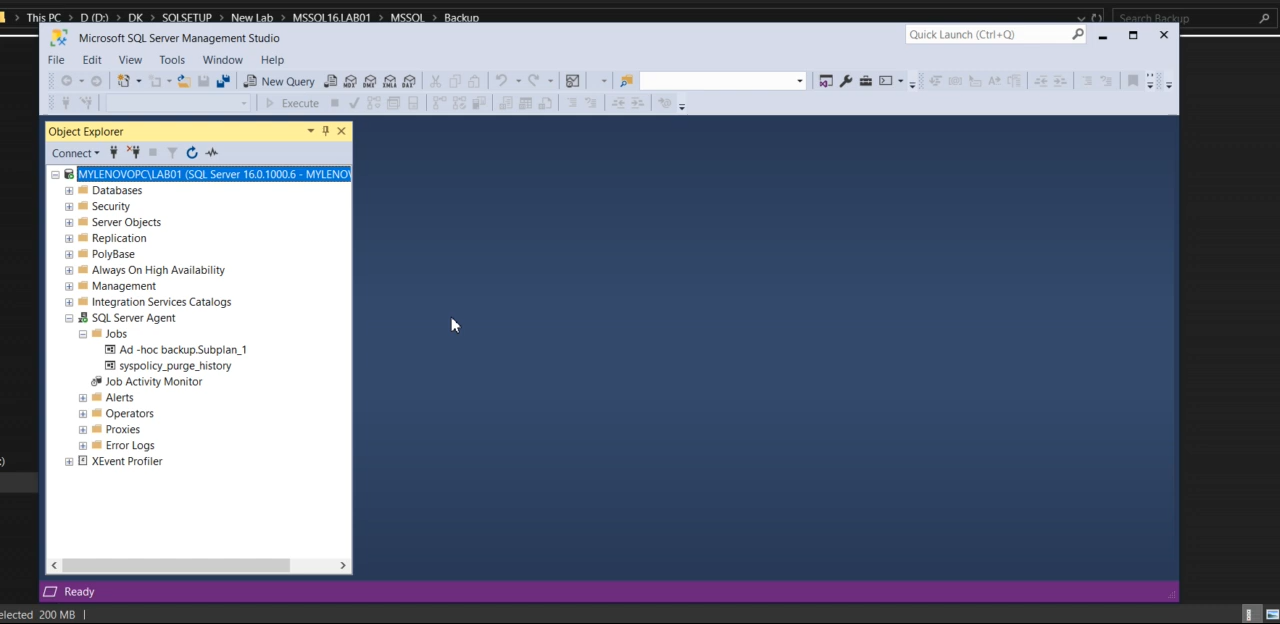 This PC > D (D:) > DK > SQLSETUP > New Lab > MSSQL16.LAB01 > MSSQL > Backup
Search Backup
Microsoft SQL Server Management Studio
Quick Launch (Ctrl+Q)
File Edit View Tools Window Help
New Query MDX DMX XMLA DAX
Execute
Object Explorer
Connect
MYLENOVOPC\LAB01 (SQL Server 16.0.1000.6 - MYLENOV
Databases
Security
Server Objects
Replication
PolyBase
Always On High Availability
Management
Integration Services Catalogs
SQL Server Agent
Jobs
Ad -hoc backup.Subplan_1
syspolicy_purge_history
Job Activity Monitor
Alerts
Operators
Proxies
Error Logs
XEvent Profiler
:)
Ready
elected 200 MB